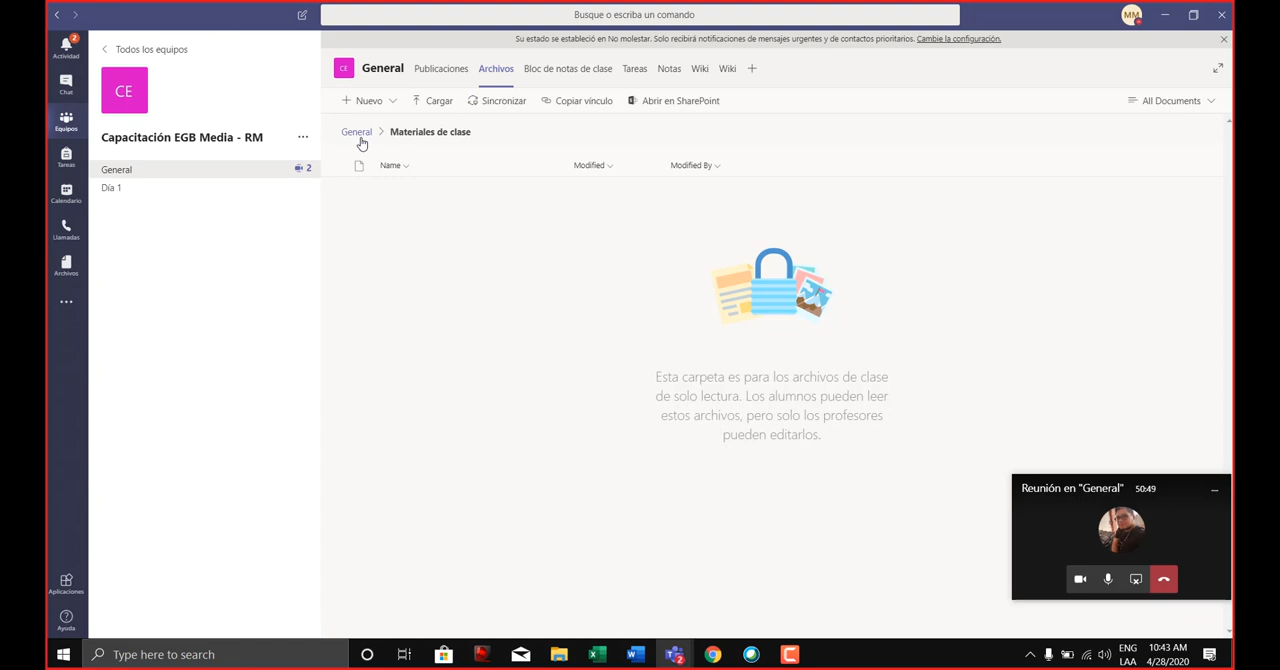 Busque o escriba un comando
MM
Su estado se estableció en No molestar. Solo recibirá notificaciones de mensajes urgentes y de contactos prioritarios. Cambie la configuración.
2
Actividad
Chat
Equipos
Tareas
Calendario
Llamadas
Archivos
Aplicaciones
Ayuda
Todos los equipos
CE
Capacitación EGB Media - RM
General
2
Día 1
CE
General
Publicaciones
Archivos
Bloc de notas de clase
Tareas
Notas
Wiki
Wiki
Nuevo
Cargar
Sincronizar
Copiar vínculo
Abrir en SharePoint
All Documents
General > Materiales de clase
Name
Modified
Modified By
Esta carpeta es para los archivos de clase
de solo lectura. Los alumnos pueden leer
estos archivos, pero solo los profesores
pueden editarlos.
Reunión en "General"
50:49
Type here to search
2
ENG
LAA
10:43 AM
4/28/2020